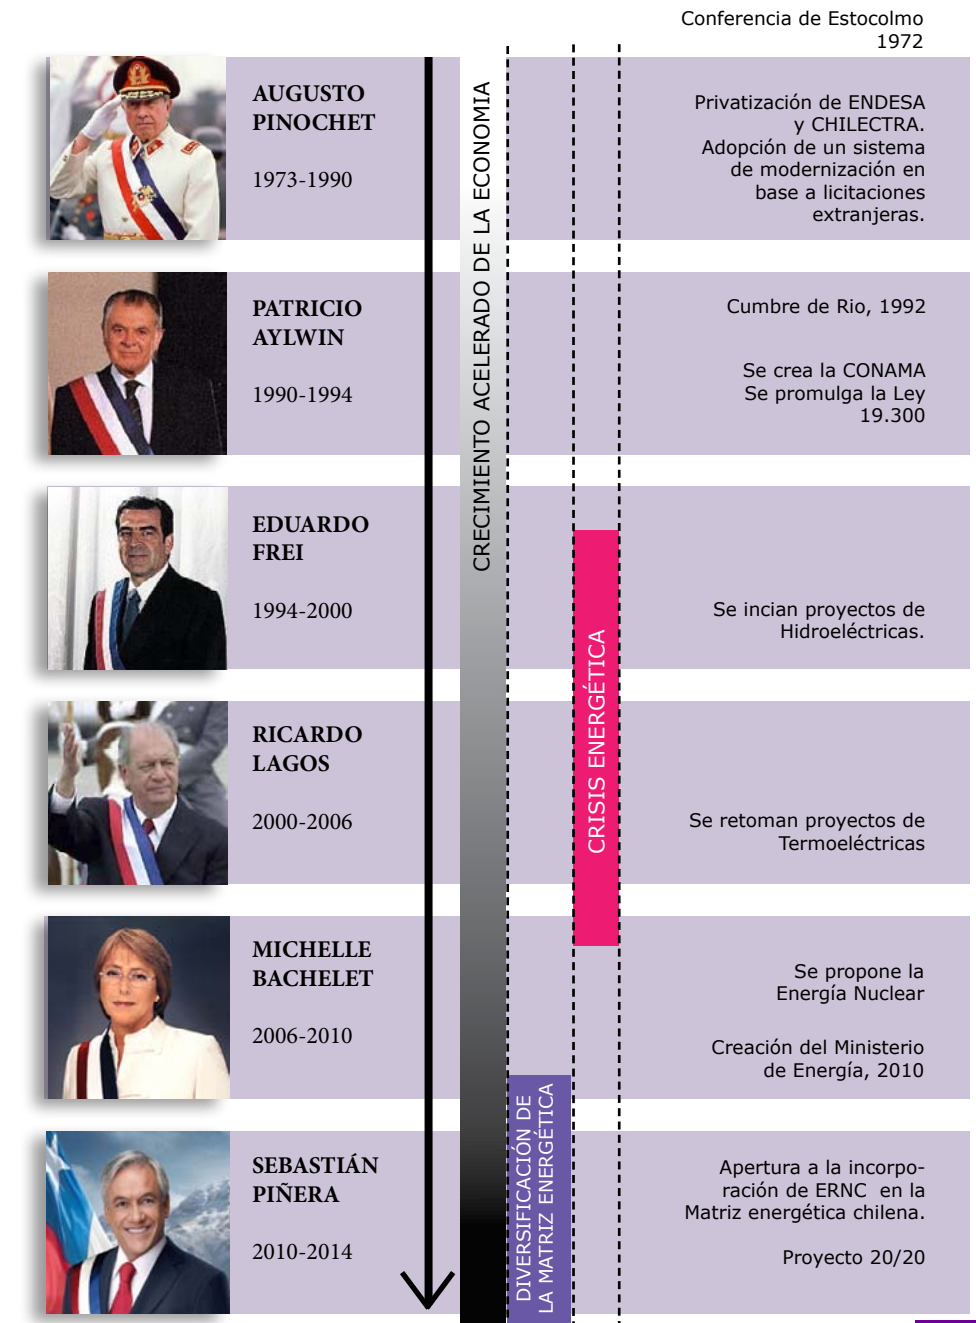 Conferencia de Estocolmo
1972
AUGUSTO
PINOCHET
1973-1990
Privatización de ENDESA
y CHILECTRA.
Adopción de un sistema
de modernización en
base a licitaciones
extranjeras.
CRECIMIENTO ACELERADO DE LA ECONOMIA
PATRICIO
AYLWIN
1990-1994
Cumbre de Rio, 1992
Se crea la CONAMA
Se promulga la Ley
19.300
EDUARDO
FREI
1994-2000
Se incian proyectos de
Hidroeléctricas.
CRISIS ENERGÉTICA
RICARDO
LAGOS
2000-2006
Se retoman proyectos de
Termoeléctricas
MICHELLE
BACHELET
2006-2010
Se propone la
Energía Nuclear
Creación del Ministerio
de Energía, 2010
DIVERSIFICACIÓN DE
LA MATRIZ ENERGÉTICA
SEBASTIÁN
PIÑERA
2010-2014
Apertura a la incorpo-
ración de ERNC en la
Matriz energética chilena.
Proyecto 20/20